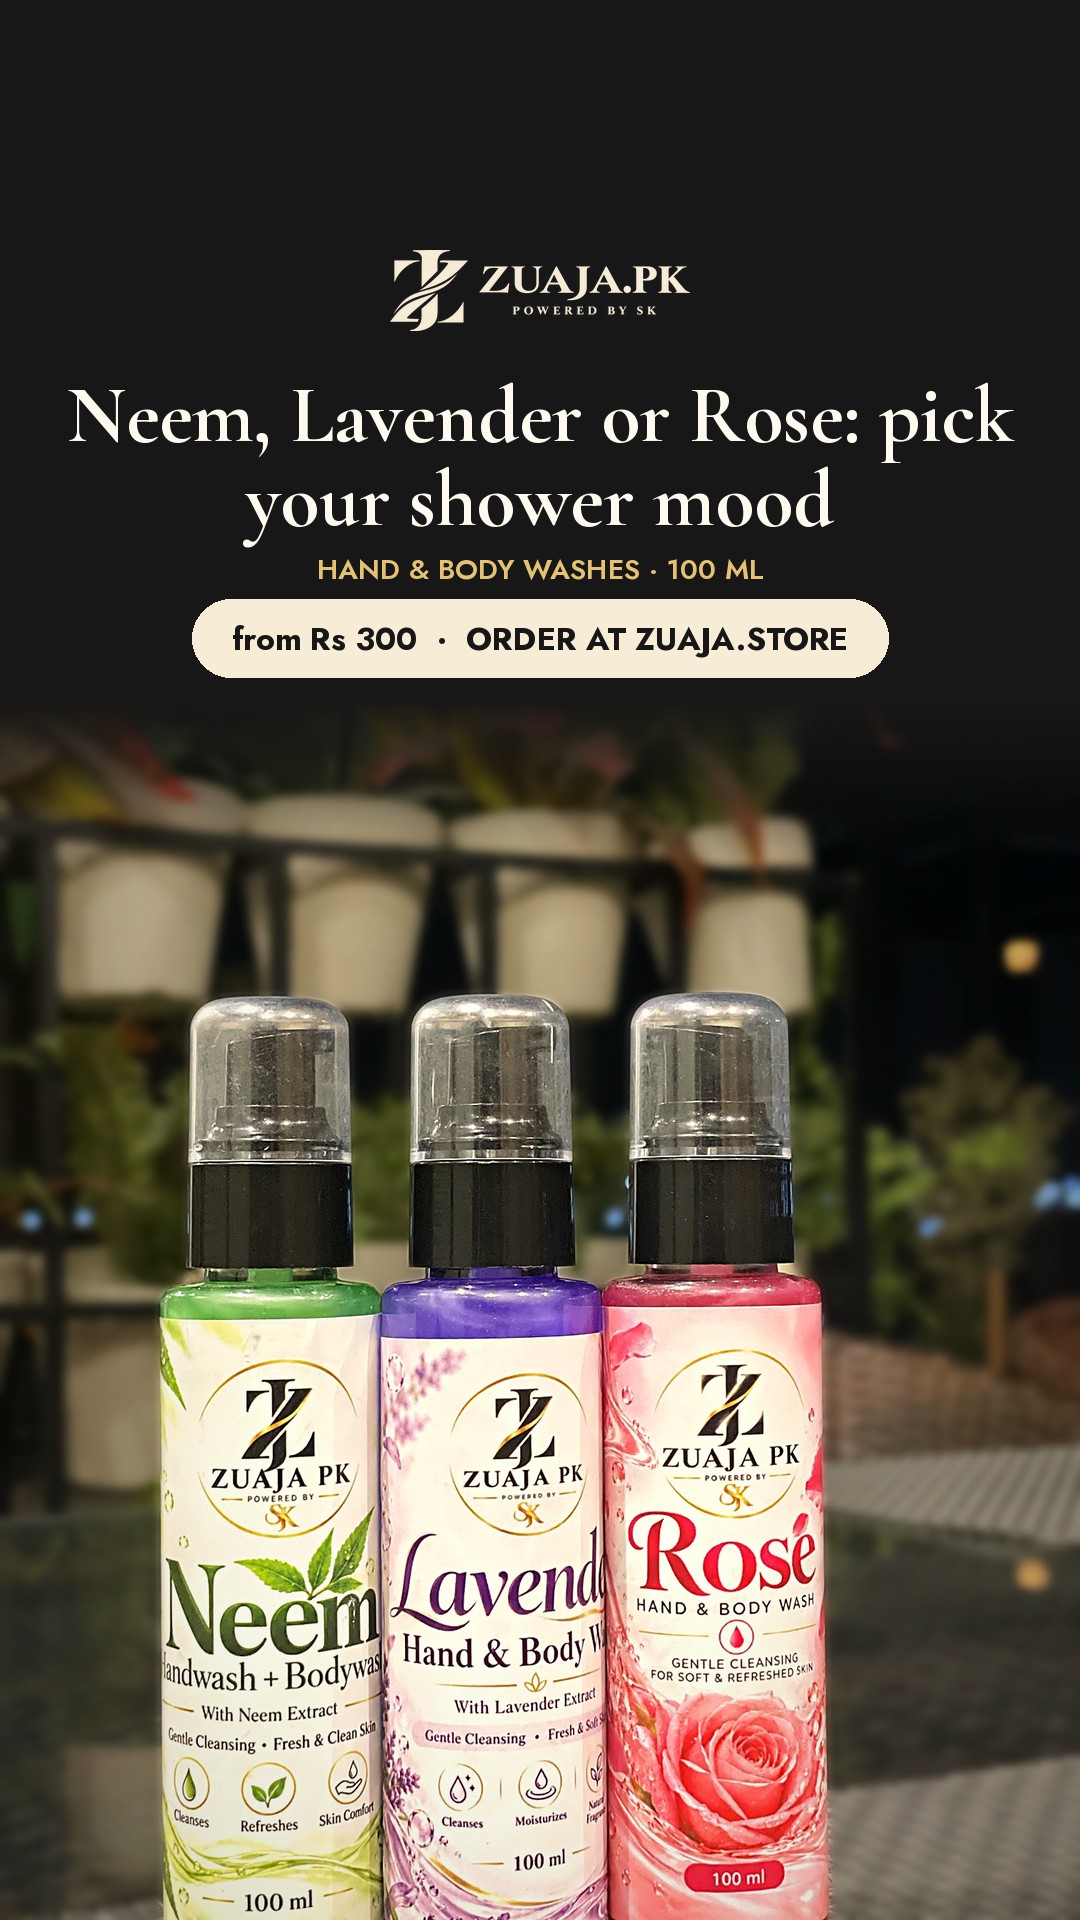 ZUAJA.PK
POWERED BY SK
Neem, Lavender or Rose: pick
your shower mood
HAND & BODY WASHES · 100 ML
from Rs 300 · ORDER AT ZUAJA.STORE
ZUAJA PK
POWERED BY
SK
Neem
andwash + Bodywas
With Neem Extract
Gentle Cleansing • Fresh & Clean Skin
Cleanses
Refreshes
Skin Comfort
100 ml
ZUAJA PK
POWERED BY
SK
Lavende
Hand & Body W
With Lavender Extract
Gentle Cleansing • Fresh & Soft S
Cleanses
Moisturizes
Natural
100 ml
ZUAJA PK
POWERED BY
SK
Rose
HAND & BODY WASH
GENTLE CLEANSING
FOR SOFT & REFRESHED SKIN
100 ml